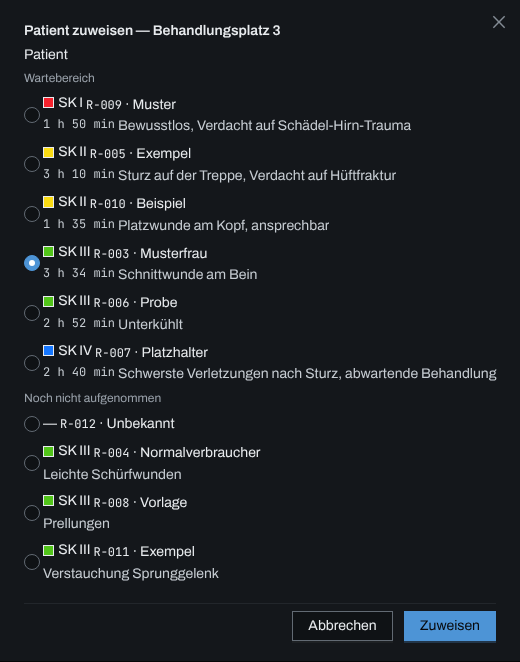 Patient zuweisen — Behandlungsplatz 3
Patient
Wartebereich
SK I R-009 · Muster
1 h 50 min Bewusstlos, Verdacht auf Schädel-Hirn-Trauma
SK II R-005 · Exempel
3 h 10 min Sturz auf der Treppe, Verdacht auf Hüftfraktur
SK II R-010 · Beispiel
1 h 35 min Platzwunde am Kopf, ansprechbar
SK III R-003 · Musterfrau
3 h 34 min Schnittwunde am Bein
SK III R-006 · Probe
2 h 52 min Unterkühlt
SK IV R-007 · Platzhalter
2 h 40 min Schwerste Verletzungen nach Sturz, abwartende Behandlung
Noch nicht aufgenommen
— R-012 · Unbekannt
SK III R-004 · Normalverbraucher
Leichte Schürfwunden
SK III R-008 · Vorlage
Prellungen
SK III R-011 · Exempel
Verstauchung Sprunggelenk
Abbrechen Zuweisen